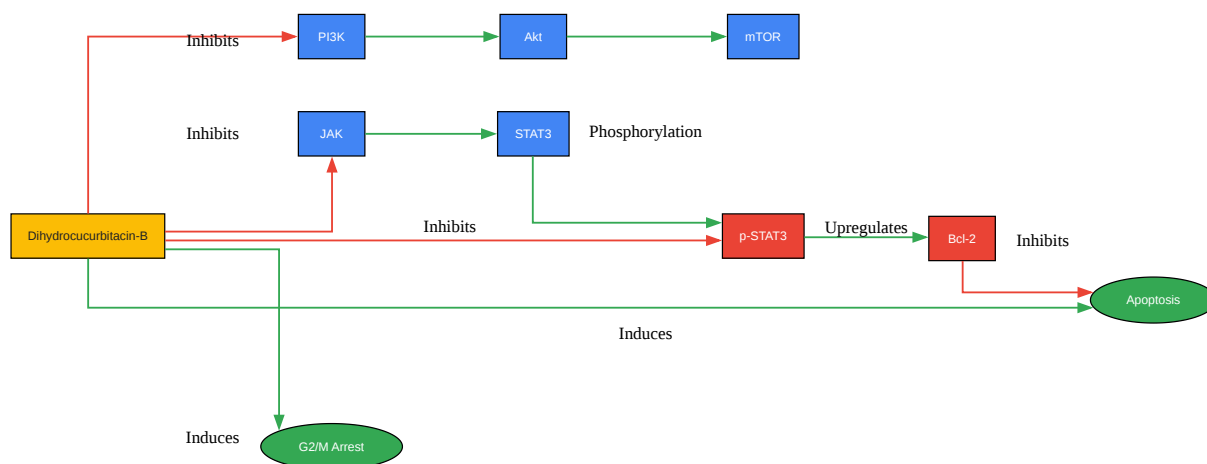 Inhibits
PI3K
Akt
mTOR
Inhibits
JAK
STAT3
Phosphorylation
Dihydrocucurbitacin-B
Inhibits
p-STAT3
Upregulates
Bcl-2
Inhibits
Apoptosis
Induces
Induces
G2/M Arrest